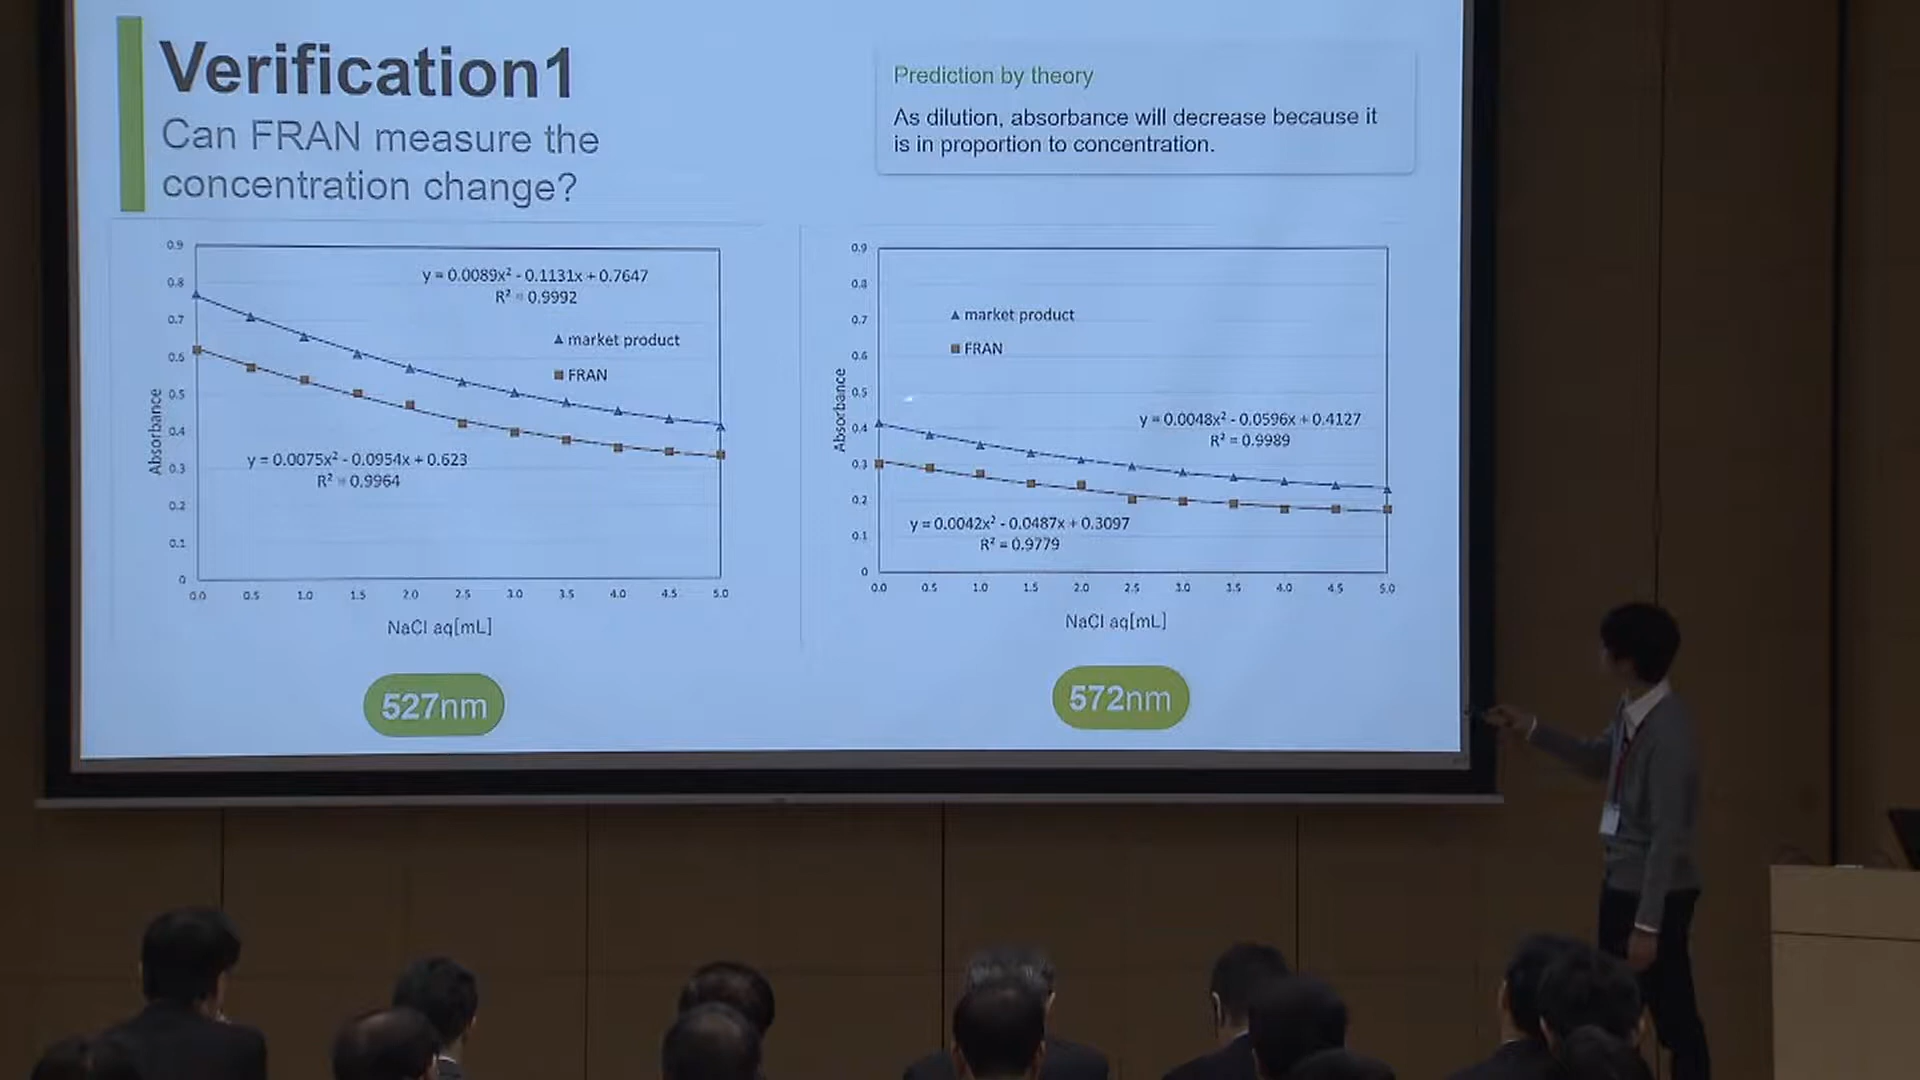 Verification1
Can FRAN measure the
concentration change?
Prediction by theory
As dilution, absorbance will decrease because it
is in proportion to concentration.
0.9
0.8
0.7
0.6
0.5
0.4
0.3
0.2
0.1
0
Absorbance
y = 0.0089x² - 0.1131x + 0.7647
R² = 0.9992
market product
FRAN
y = 0.0075x² - 0.0954x + 0.623
R² = 0.9964
0.0 0.5 1.0 1.5 2.0 2.5 3.0 3.5 4.0 4.5 5.0
NaCl aq[mL]
527nm
0.9
0.8
0.7
0.6
0.5
0.4
0.3
0.2
0.1
0
Absorbance
market product
FRAN
y = 0.0048x² - 0.0596x + 0.4127
R² = 0.9989
y = 0.0042x² - 0.0487x + 0.3097
R² = 0.9779
0.0 0.5 1.0 1.5 2.0 2.5 3.0 3.5 4.0 4.5 5.0
NaCl aq[mL]
572nm